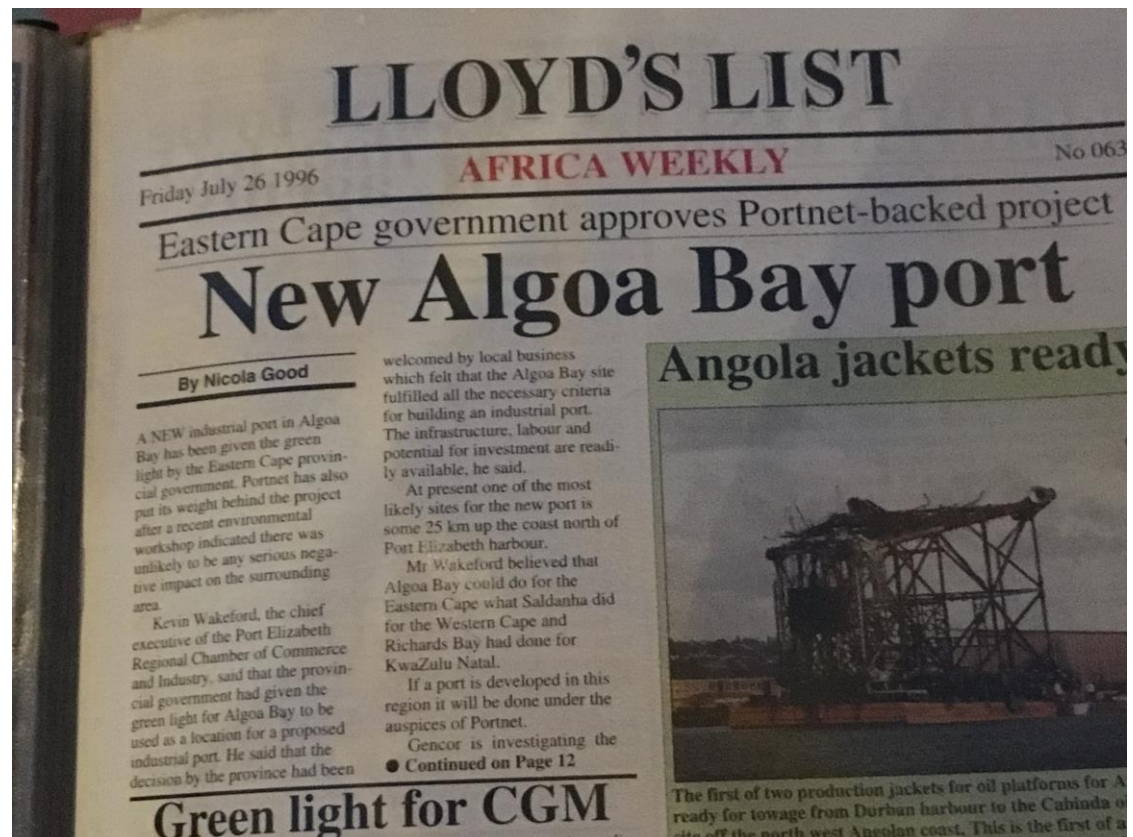 LLOYD'S LIST
AFRICA WEEKLY
Friday July 26 1996
No 063
Eastern Cape government approves Portnet-backed project
New Algoa Bay port
By Nicola Good
A NEW industrial port in Algoa
Bay has been given the green
light by the Eastern Cape provin-
cial government. Portnet has also
put its weight behind the project
after a recent environmental
workshop indicated there was
unlikely to be any serious nega-
tive impact on the surrounding
area.
Kevin Wakeford, the chief
executive of the Port Elizabeth
Regional Chamber of Commerce
and Industry, said that the provin-
cial government had given the
green light for Algoa Bay to be
used as a location for a proposed
industrial port. He said that the
decision by the province had been
welcomed by local business
which felt that the Algoa Bay site
fulfilled all the necessary criteria
for building an industrial port.
The infrastructure, labour and
potential for investment are readi-
ly available, he said.
At present one of the most
likely sites for the new port is
some 25 km up the coast north of
Port Elizabeth harbour.
Mr Wakeford believed that
Algoa Bay could do for the
Eastern Cape what Saldanha did
for the Western Cape and
Richards Bay had done for
KwaZulu Natal.
If a port is developed in this
region it will be done under the
auspices of Portnet.
Gencor is investigating the
● Continued on Page 12
Green light for CGM
Angola jackets ready
The first of two production jackets for oil platforms for A
ready for towage from Durban harbour to the Cabinda o
site off the north west Angolan coast. This is the first of a